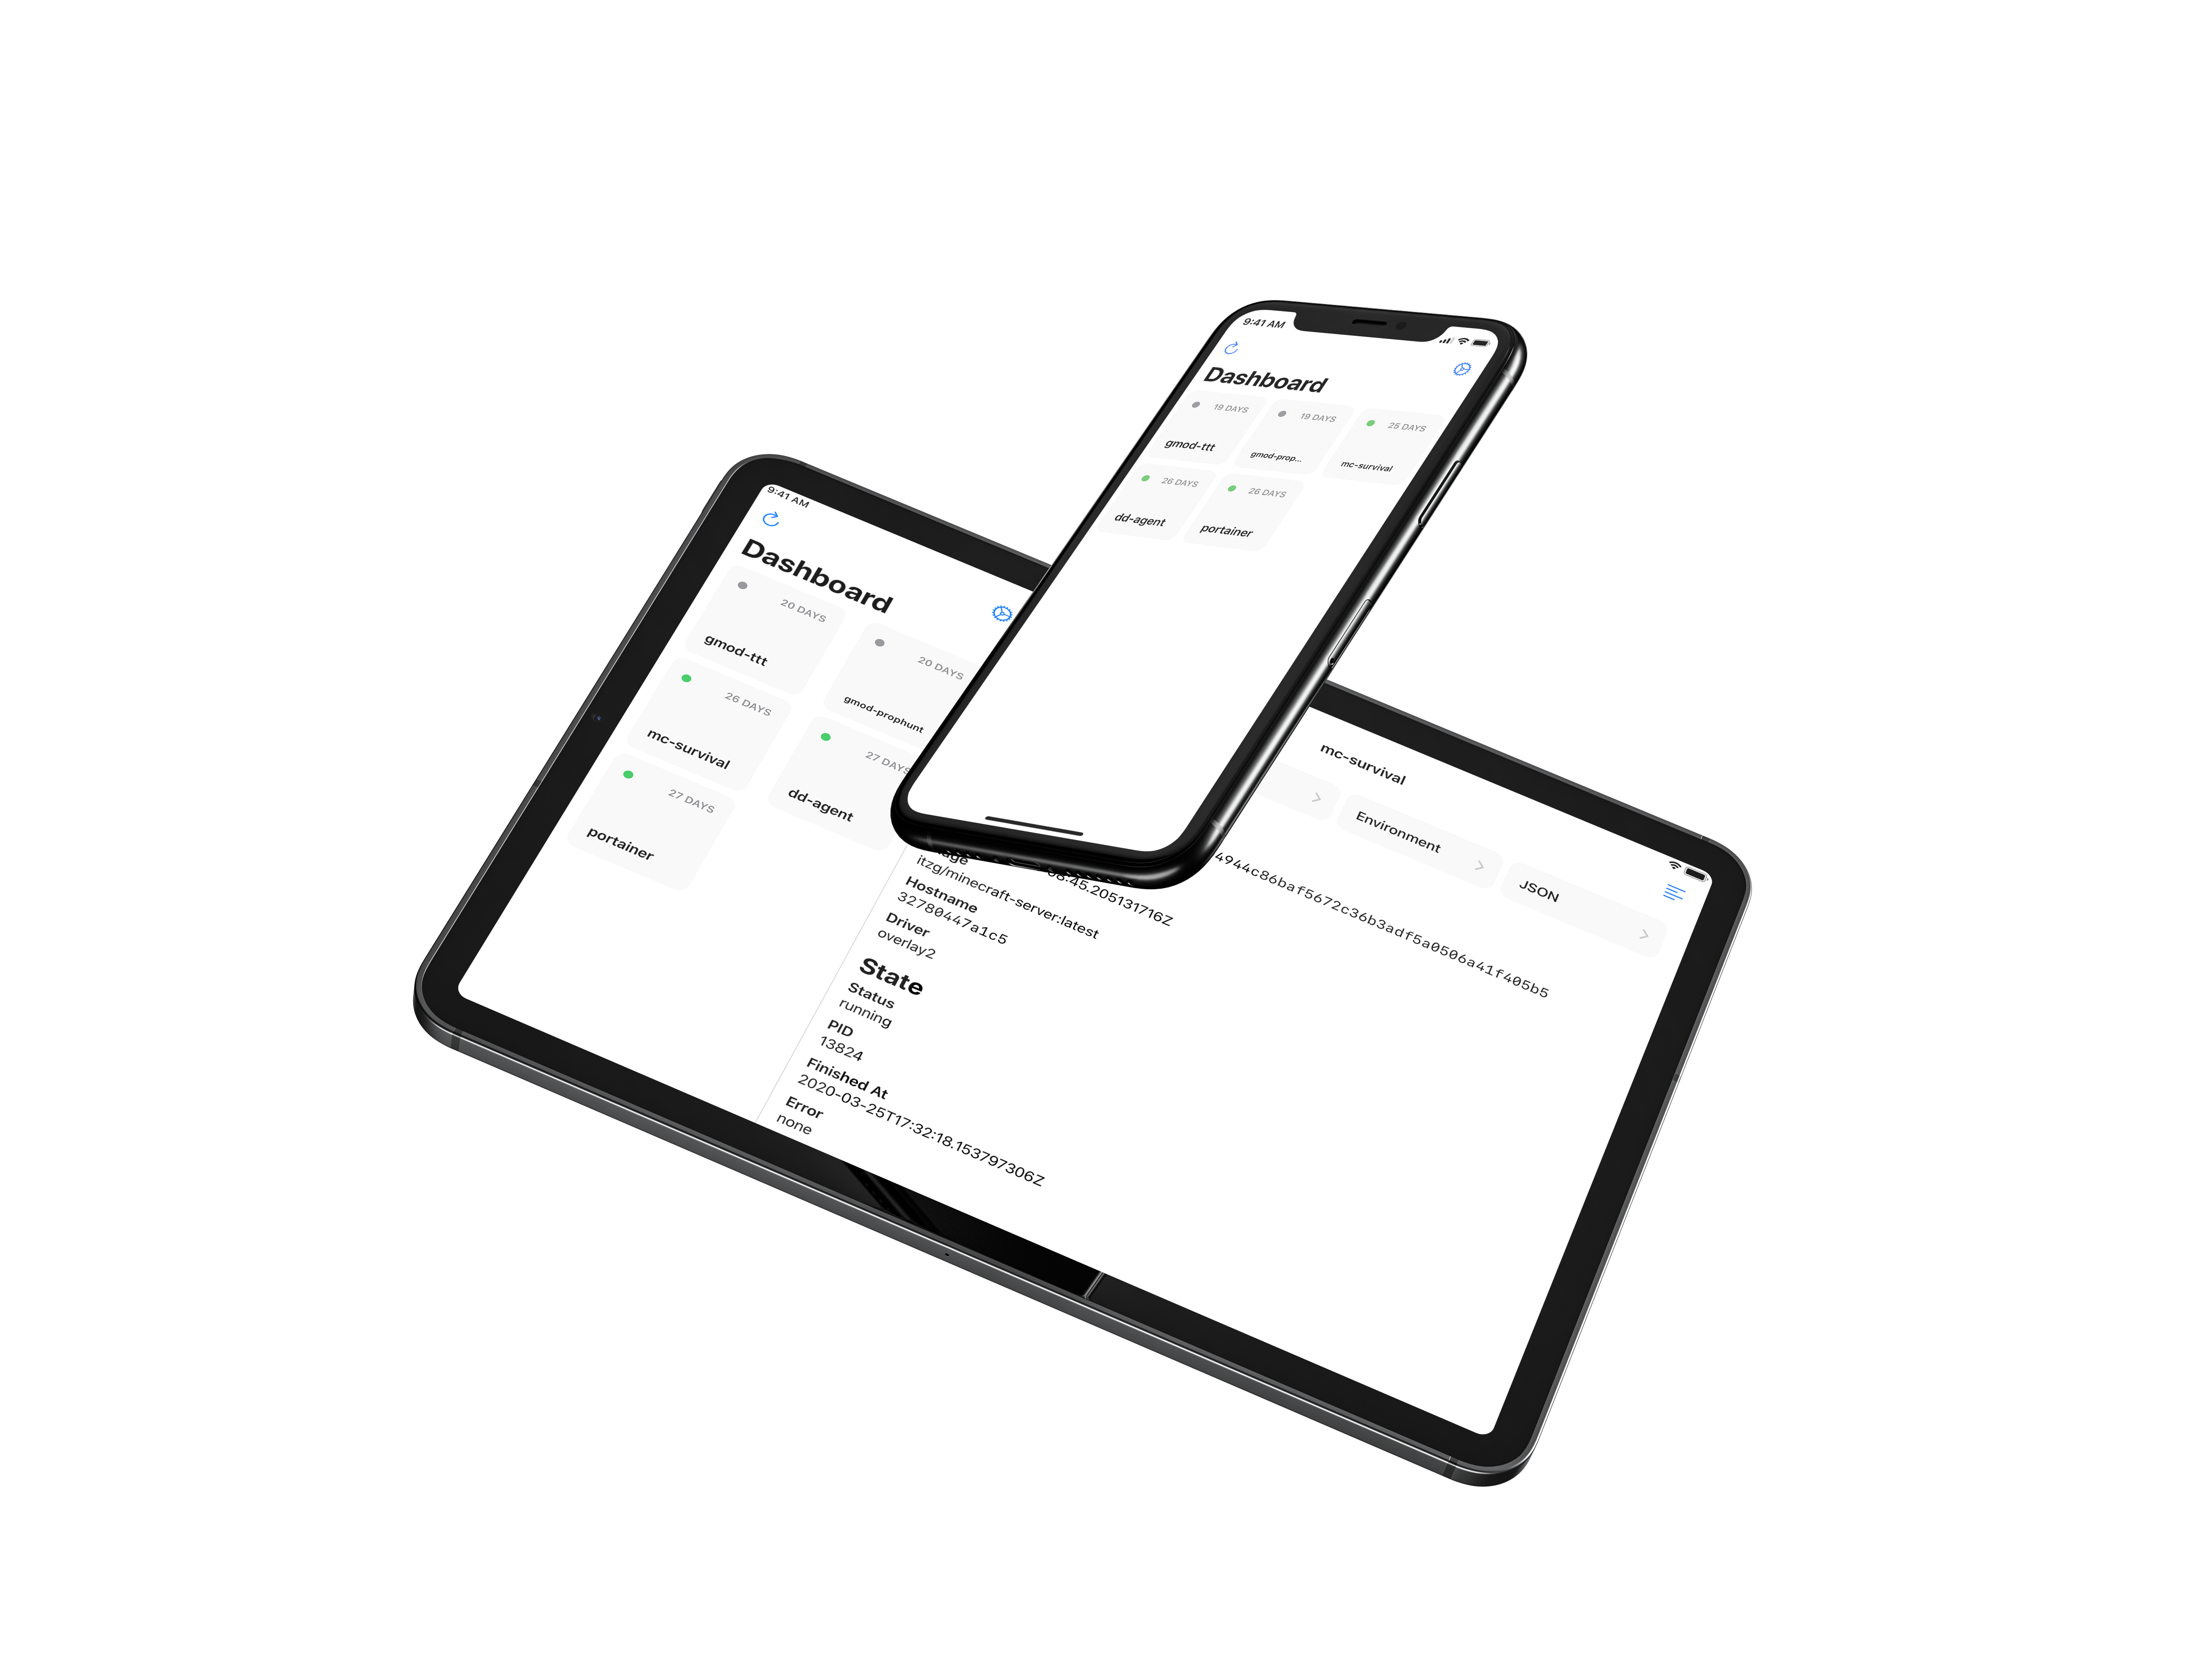 9:41 AM
Dashboard
19 DAYS
gmod-ttt
19 DAYS
gmod-prop...
25 DAYS
mc-survival
26 DAYS
dd-agent
26 DAYS
portainer
9:41 AM
Dashboard
20 DAYS
gmod-ttt
20 DAYS
gmod-prophunt
26 DAYS
mc-survival
27 DAYS
dd-agent
27 DAYS
portainer
mc-survival
Environment
JSON
4944c86baf5672c36b3adf5a0506a41f405b5
:45.205131716Z
itzg/minecraft-server:latest
Hostname
32780447a1c5
Driver
overlay2
State
Status
running
PID
13824
Finished At
2020-03-25T17:32:18.153797306Z
Error
none